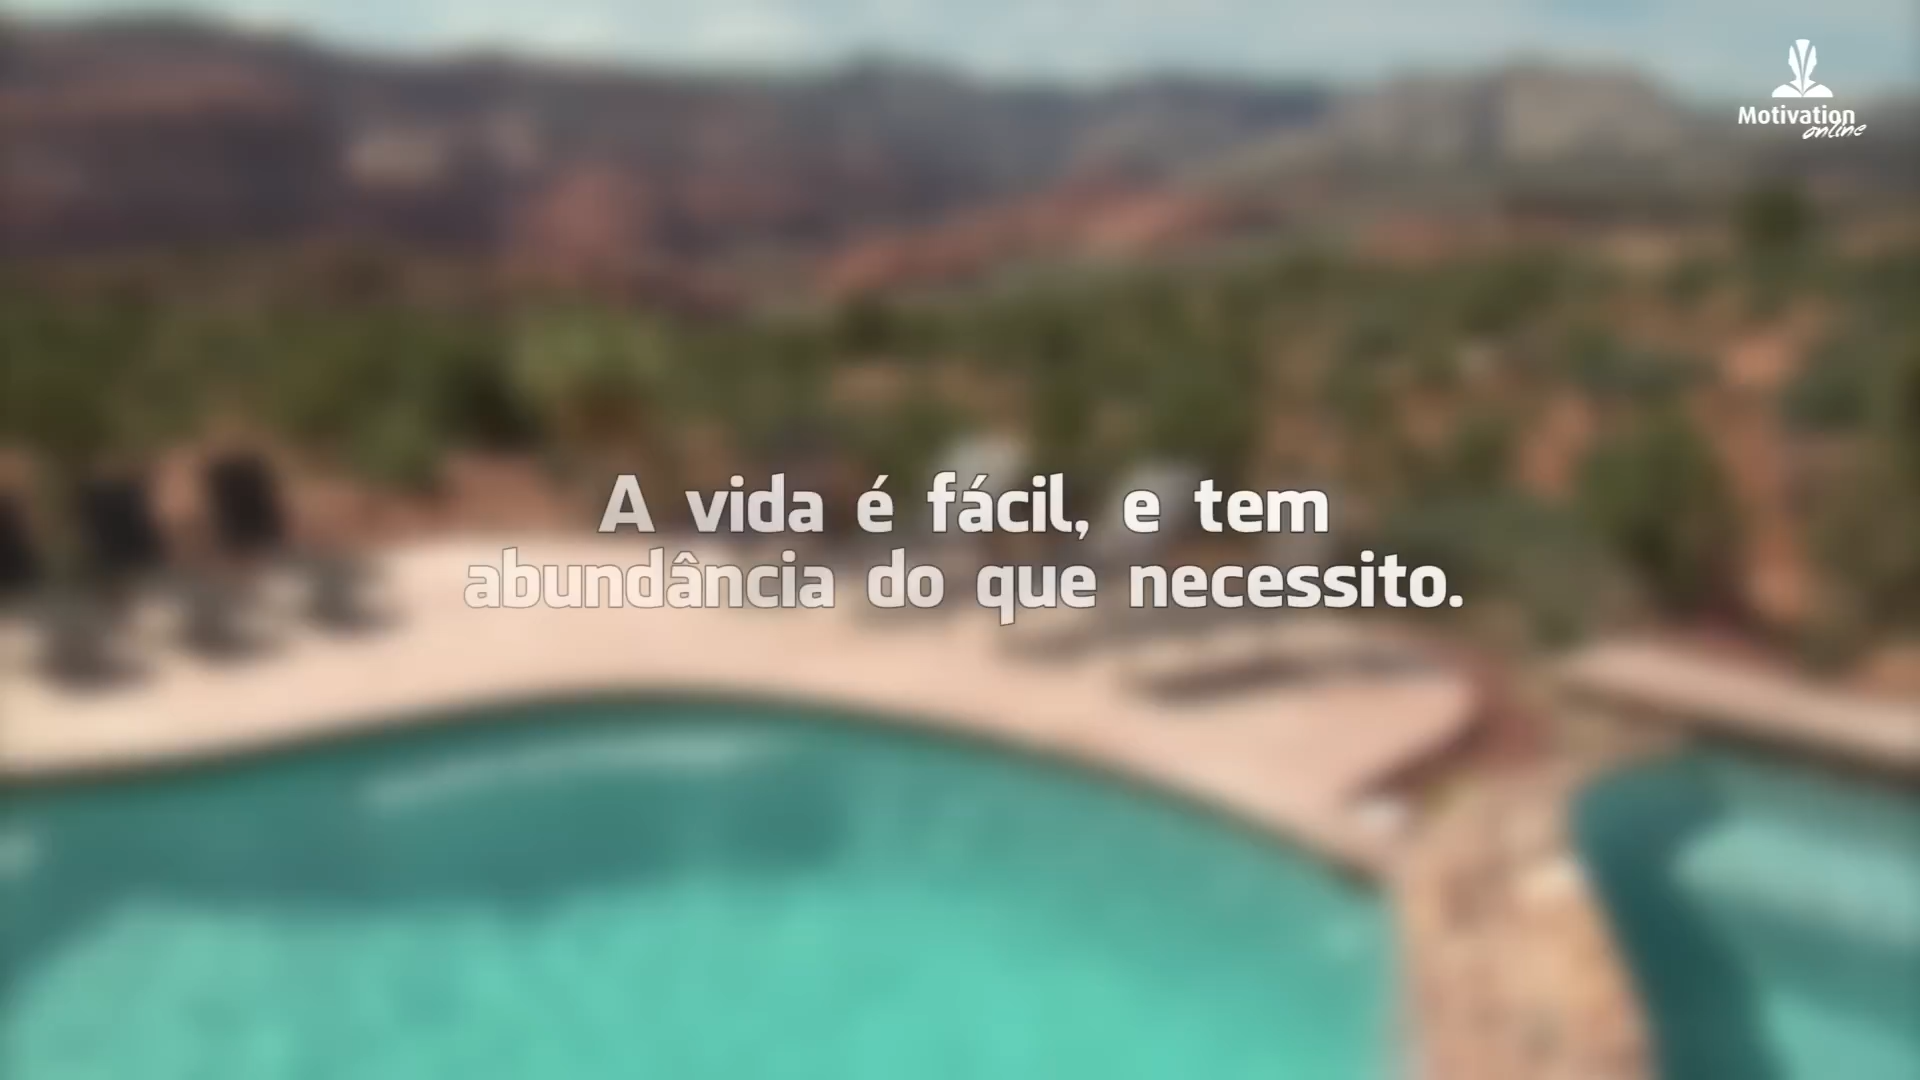 Motivation
online
A vida é fácil, e tem
abundância do que necessito.